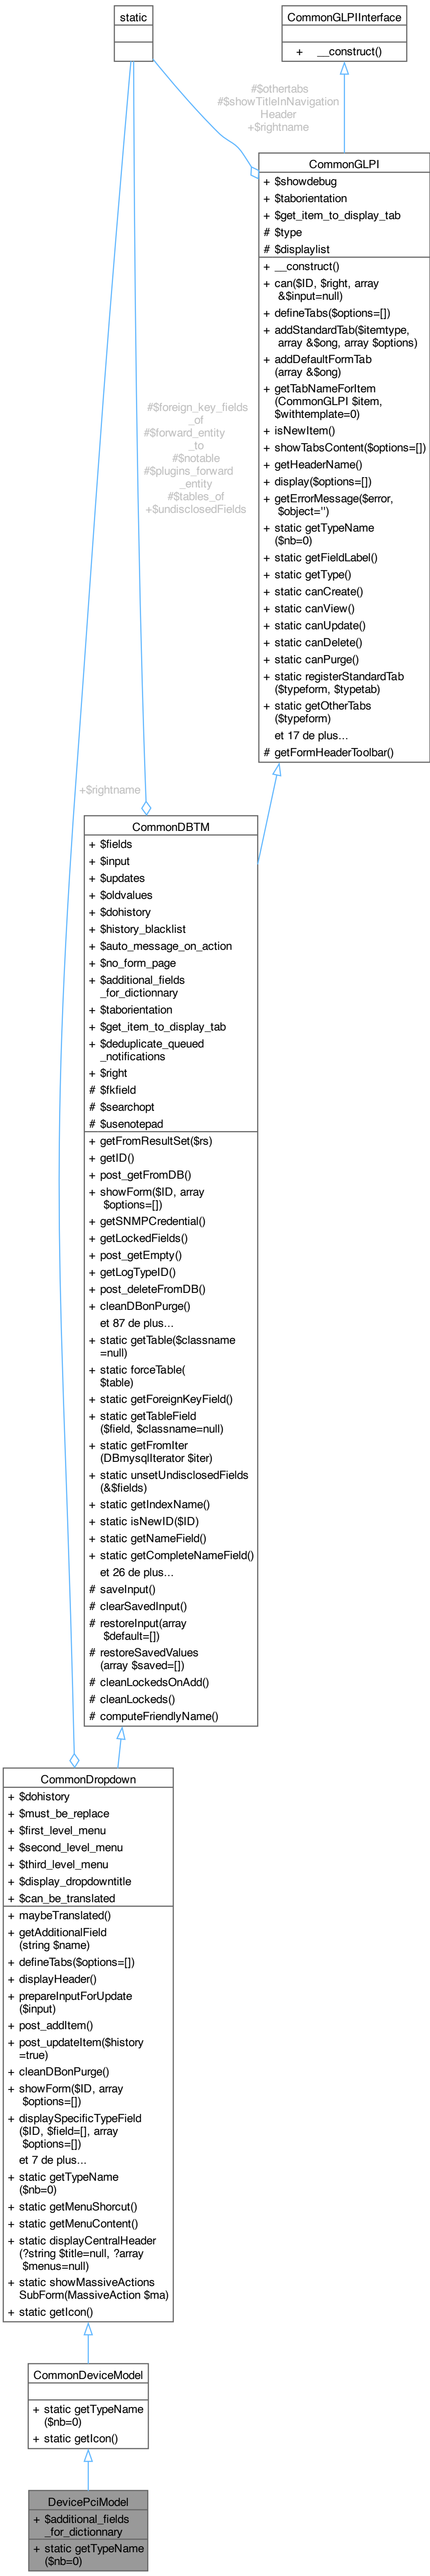 static
CommonGLPIInterface
+ __construct()
#$othertabs
#$showTitleInNavigation
Header
+$rightname
CommonGLPI
+ $showdebug
+ $taborientation
+ $get_item_to_display_tab
# $type
# $displaylist
+ __construct()
+ can($ID, $right, array
&$input=null)
+ defineTabs($options=[])
+ addStandardTab($itemtype,
array &$ong, array $options)
+ addDefaultFormTab
(array &$ong)
+ getTabNameForItem
(CommonGLPI $item,
$withtemplate=0)
+ isNewItem()
+ showTabsContent($options=[])
+ getHeaderName()
+ display($options=[])
+ getErrorMessage($error,
$object='')
+ static getTypeName
($nb=0)
+ static getFieldLabel()
+ static getType()
+ static canCreate()
+ static canView()
+ static canUpdate()
+ static canDelete()
+ static canPurge()
+ static registerStandardTab
($typeform, $typetab)
+ static getOtherTabs
($typeform)
et 17 de plus...
# getFormHeaderToolbar()
#$foreign_key_fields
_of
#$forward_entity
_to
#$notable
#$plugins_forward
_entity
#$tables_of
+$undisclosedFields
+$rightname
CommonDBTM
+ $fields
+ $input
+ $updates
+ $oldvalues
+ $dohistory
+ $history_blacklist
+ $auto_message_on_action
+ $no_form_page
+ $additional_fields
_for_dictionnary
+ $taborientation
+ $get_item_to_display_tab
+ $deduplicate_queued
_notifications
+ $right
# $fkfield
# $searchopt
# $usenotepad
+ getFromResultSet($rs)
+ getID()
+ post_getFromDB()
+ showForm($ID, array
$options=[])
+ getSNMPCredential()
+ getLockedFields()
+ post_getEmpty()
+ getLogTypeID()
+ post_deleteFromDB()
+ cleanDBonPurge()
et 87 de plus...
+ static getTable($classname
=null)
+ static forceTable(
$table)
+ static getForeignKeyField()
+ static getTableField
($field, $classname=null)
+ static getFromIter
(DBmysqlIterator $iter)
+ static unsetUndisclosedFields
(&$fields)
+ static getIndexName()
+ static isNewID($ID)
+ static getNameField()
+ static getCompleteNameField()
et 26 de plus...
# saveInput()
# clearSavedInput()
# restoreInput(array
$default=[])
# restoreSavedValues
(array $saved=[])
# cleanLockedsOnAdd()
# cleanLockeds()
# computeFriendlyName()
CommonDropdown
+ $dohistory
+ $must_be_replace
+ $first_level_menu
+ $second_level_menu
+ $third_level_menu
+ $display_dropdowntitle
+ $can_be_translated
+ maybeTranslated()
+ getAdditionalField
(string $name)
+ defineTabs($options=[])
+ displayHeader()
+ prepareInputForUpdate
($input)
+ post_addItem()
+ post_updateItem($history
=true)
+ cleanDBonPurge()
+ showForm($ID, array
$options=[])
+ displaySpecificTypeField
($ID, $field=[], array
$options=[])
et 7 de plus...
+ static getTypeName
($nb=0)
+ static getMenuShorcut()
+ static getMenuContent()
+ static displayCentralHeader
(?string $title=null, ?array
$menus=null)
+ static showMassiveActions
SubForm(MassiveAction $ma)
+ static getIcon()
CommonDeviceModel
+ static getTypeName
($nb=0)
+ static getIcon()
DevicePciModel
+ $additional_fields
_for_dictionnary
+ static getTypeName
($nb=0)